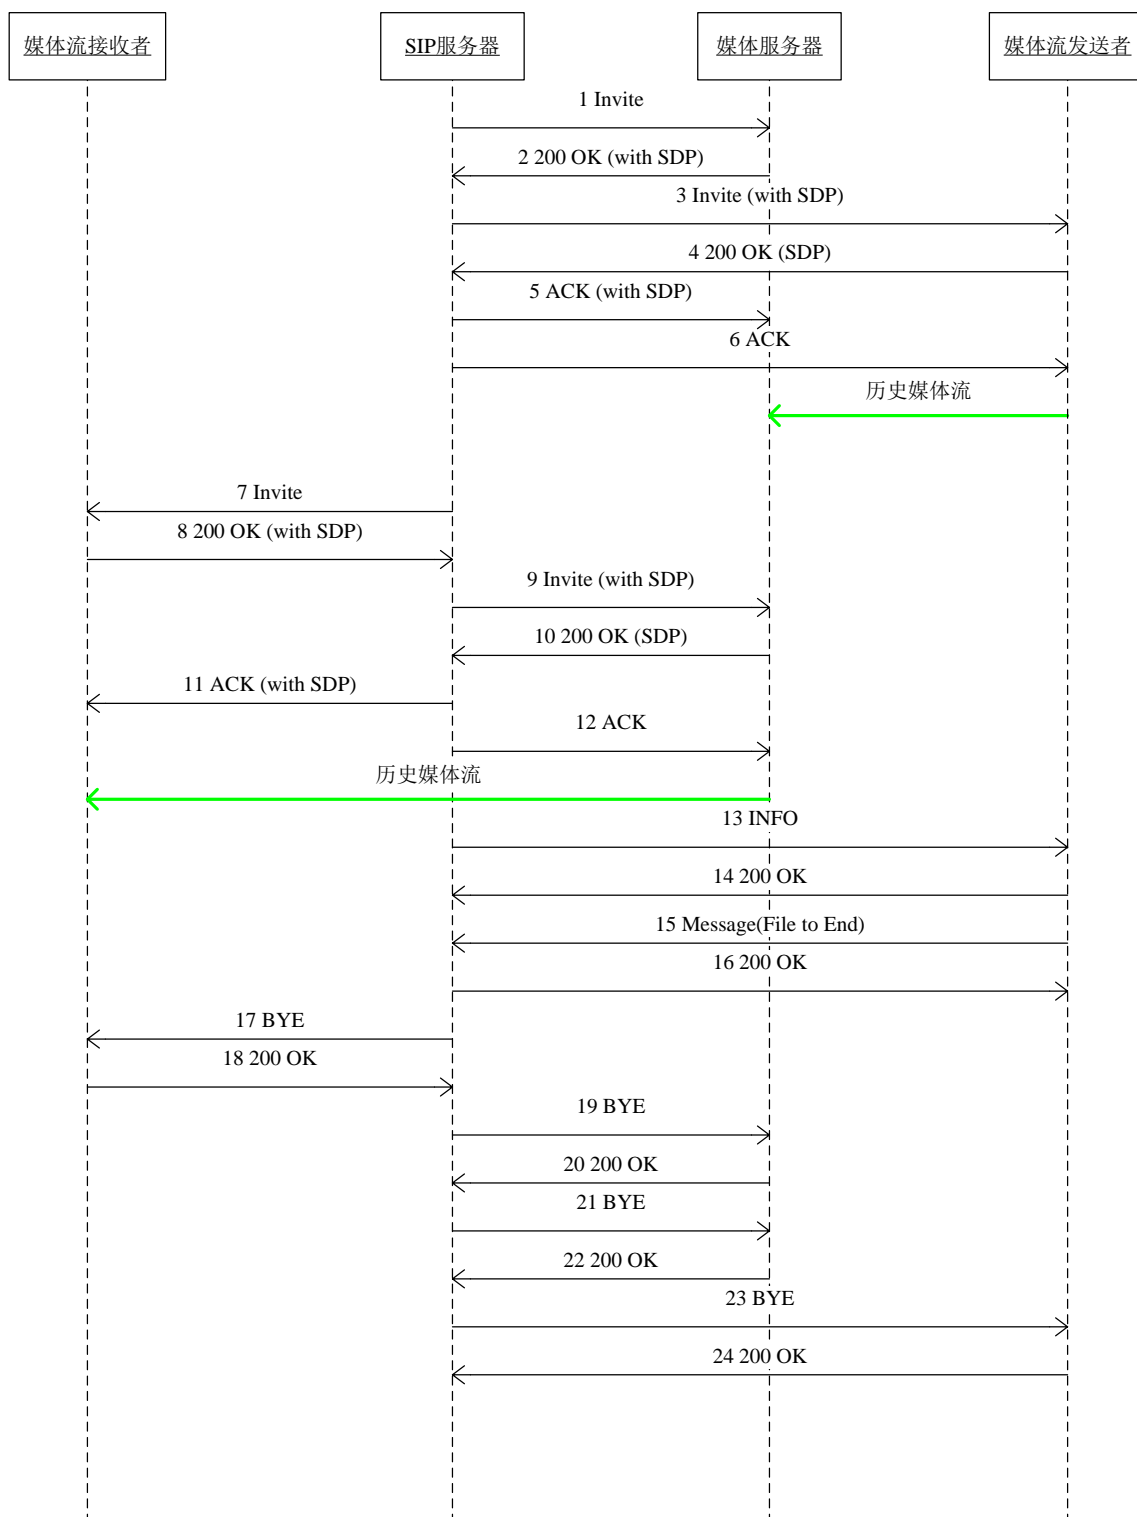 媒体流接收者
SIP服务器
媒体服务器
媒体流发送者
1 Invite
2 200 OK (with SDP)
3 Invite (with SDP)
4 200 OK (SDP)
5 ACK (with SDP)
6 ACK
历史媒体流
7 Invite
8 200 OK (with SDP)
9 Invite (with SDP)
10 200 OK (SDP)
11 ACK (with SDP)
12 ACK
历史媒体流
13 INFO
14 200 OK
15 Message(File to End)
16 200 OK
17 BYE
18 200 OK
19 BYE
20 200 OK
21 BYE
22 200 OK
23 BYE
24 200 OK